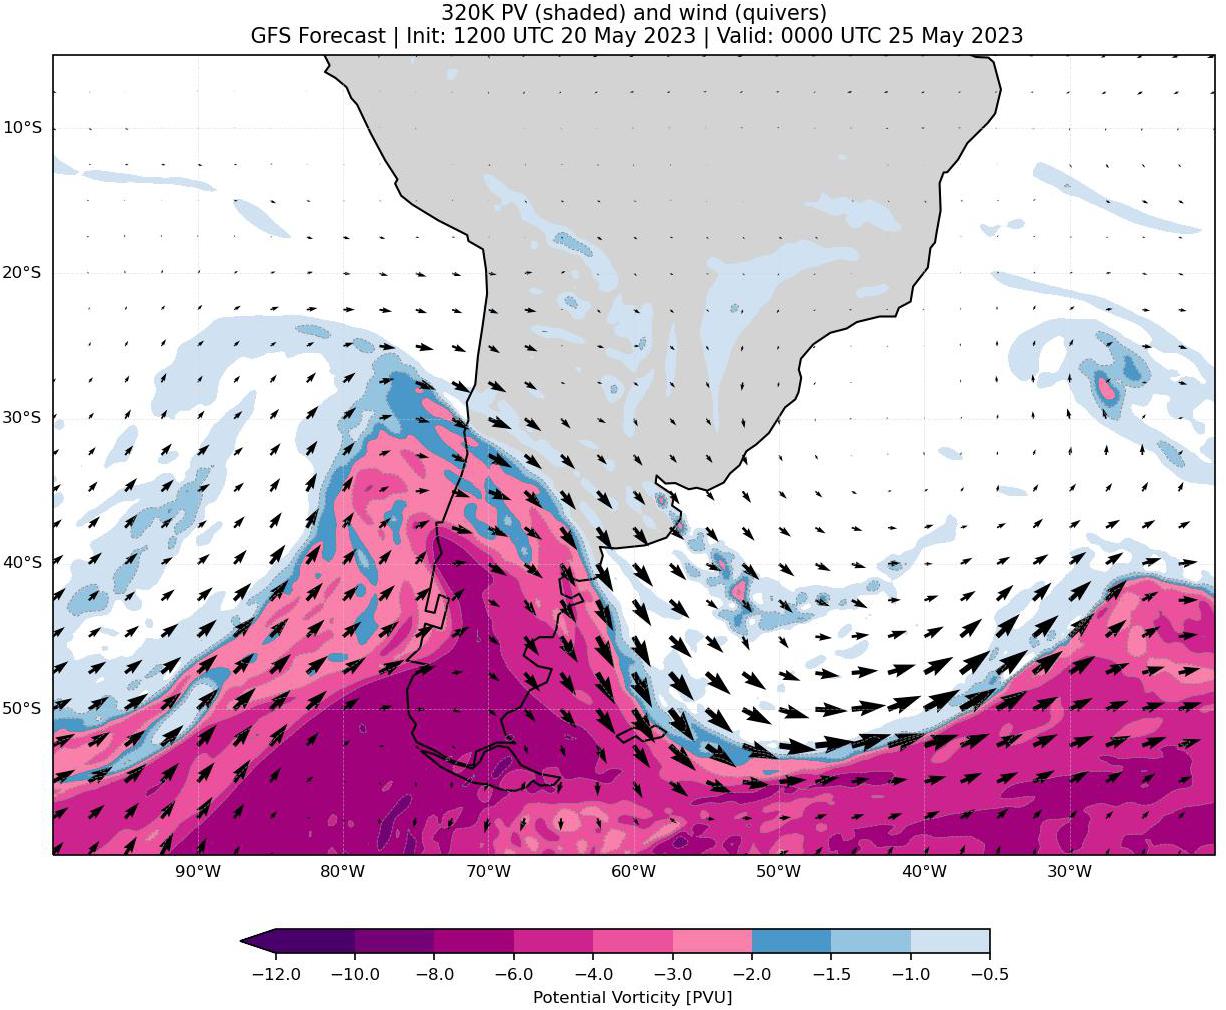 320K PV (shaded) and wind (quivers)
GFS Forecast | Init: 1200 UTC 20 May 2023 | Valid: 0000 UTC 25 May 2023
10°S
20°S
30°S
40°S
50°S
90°W 80°W 70°W 60°W 50°W 40°W 30°W
−12.0 −10.0 −8.0 −6.0 −4.0 −3.0 −2.0 −1.5 −1.0 −0.5
Potential Vorticity [PVU]